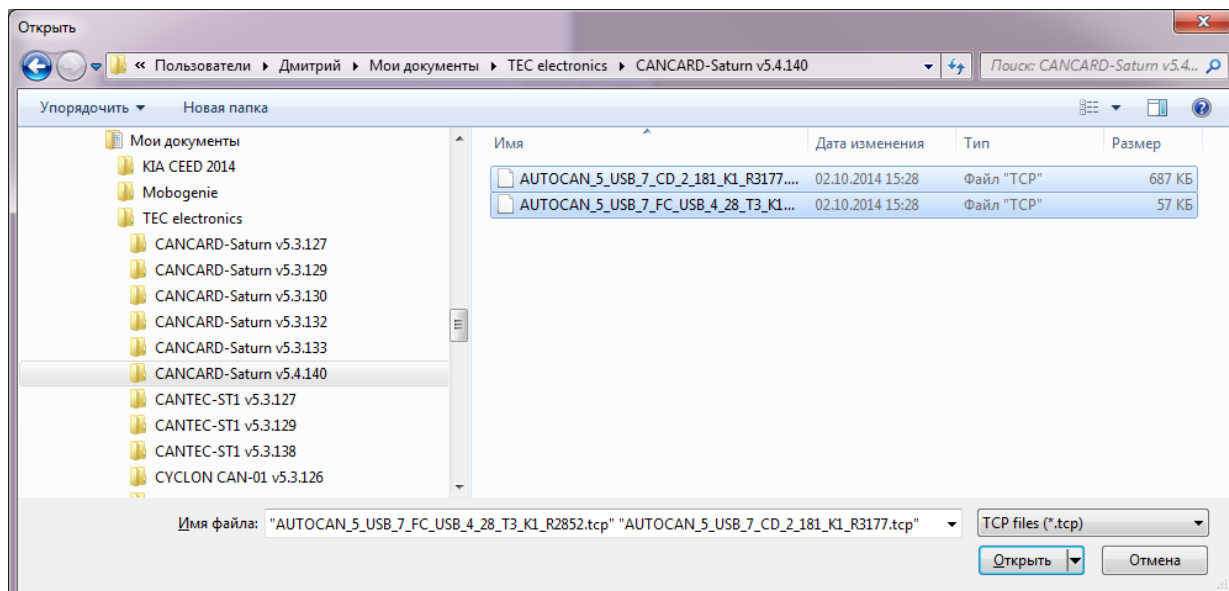 Открыть
« Пользователи ▸ Дмитрий ▸ Мои документы ▸ TEC electronics ▸ CANCARD-Saturn v5.4.140
Поиск: CANCARD-Saturn v5.4...
Упорядочить Новая папка
Мои документы
KIA CEED 2014
Mobogenie
TEC electronics
CANCARD-Saturn v5.3.127
CANCARD-Saturn v5.3.129
CANCARD-Saturn v5.3.130
CANCARD-Saturn v5.3.132
CANCARD-Saturn v5.3.133
CANCARD-Saturn v5.4.140
CANTEC-ST1 v5.3.127
CANTEC-ST1 v5.3.129
CANTEC-ST1 v5.3.138
CYCLON CAN-01 v5.3.126
Имя Дата изменения Тип Размер
AUTOCAN_5_USB_7_CD_2_181_K1_R3177.... 02.10.2014 15:28 Файл "TCP" 687 КБ
AUTOCAN_5_USB_7_FC_USB_4_28_T3_K1... 02.10.2014 15:28 Файл "TCP" 57 КБ
Имя файла: "AUTOCAN_5_USB_7_FC_USB_4_28_T3_K1_R2852.tcp" "AUTOCAN_5_USB_7_CD_2_181_K1_R3177.tcp"
TCP files (*.tcp)
Открыть
Отмена